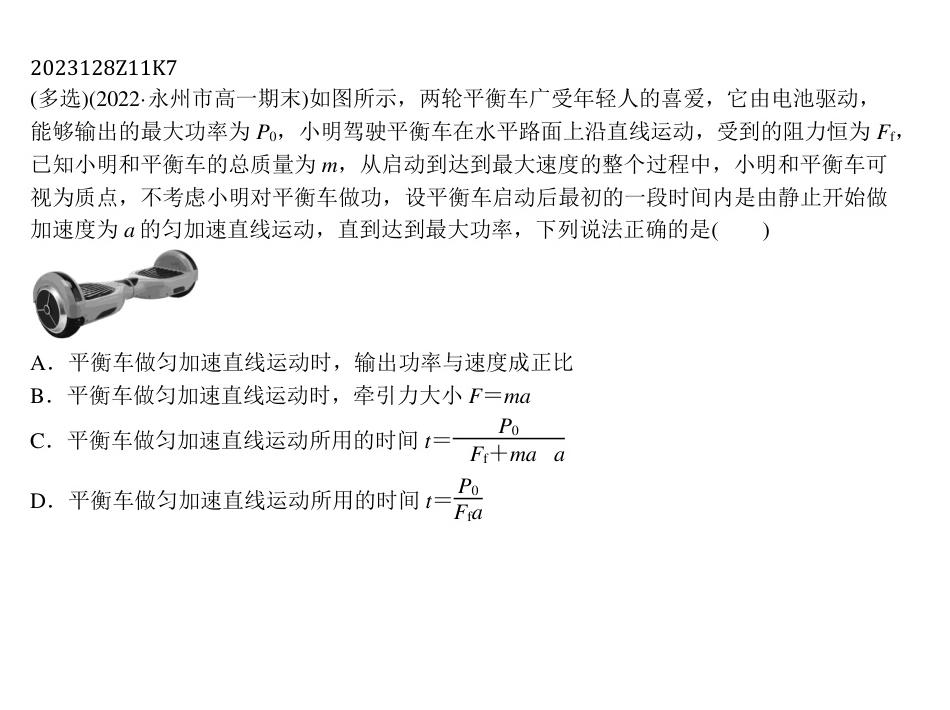 2023128Z11K7
(多选)(2022·永州市高一期末)如图所示，两轮平衡车广受年轻人的喜爱，它由电池驱动，
能够输出的最大功率为 P₀，小明驾驶平衡车在水平路面上沿直线运动，受到的阻力恒为 F_f，
已知小明和平衡车的总质量为 m，从启动到达到最大速度的整个过程中，小明和平衡车可
视为质点，不考虑小明对平衡车做功，设平衡车启动后最初的一段时间内是由静止开始做
加速度为 a 的匀加速直线运动，直到达到最大功率，下列说法正确的是(　　)
A．平衡车做匀加速直线运动时，输出功率与速度成正比
B．平衡车做匀加速直线运动时，牵引力大小 F＝ma
C．平衡车做匀加速直线运动所用的时间 t＝P₀/(F_f＋ma a)
D．平衡车做匀加速直线运动所用的时间 t＝P₀/(F_f a)